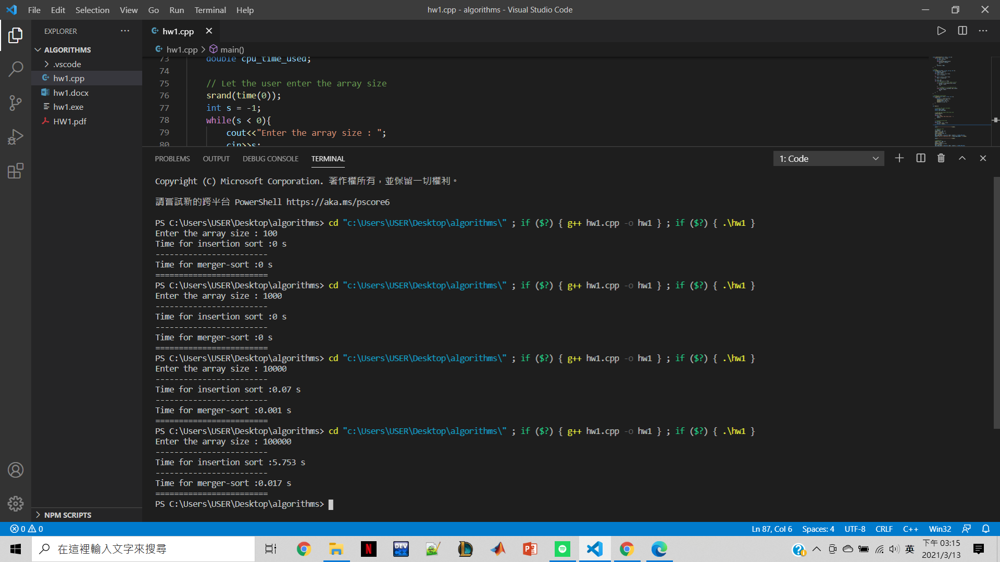 File Edit Selection View Go Run Terminal Help
hw1.cpp - algorithms - Visual Studio Code
EXPLORER
hw1.cpp
ALGORITHMS
hw1.cpp > main()
.vscode
hw1.cpp
hw1.docx
hw1.exe
HW1.pdf
73 double cpu_time_used;
74
75 // Let the user enter the array size
76 srand(time(0));
77 int s = -1;
78 while(s < 0){
79 cout<<"Enter the array size : ";
80 cin>>s;
PROBLEMS OUTPUT DEBUG CONSOLE TERMINAL
1: Code
Copyright (C) Microsoft Corporation. 著作權所有，並保留一切權利。
請嘗試新的跨平台 PowerShell https://aka.ms/pscore6
PS C:\Users\USER\Desktop\algorithms> cd "c:\Users\USER\Desktop\algorithms\" ; if ($?) { g++ hw1.cpp -o hw1 } ; if ($?) { .\hw1 }
Enter the array size : 100
Time for insertion sort :0 s
------------------------
Time for merger-sort :0 s
========================
PS C:\Users\USER\Desktop\algorithms> cd "c:\Users\USER\Desktop\algorithms\" ; if ($?) { g++ hw1.cpp -o hw1 } ; if ($?) { .\hw1 }
Enter the array size : 1000
------------------------
Time for insertion sort :0 s
------------------------
Time for merger-sort :0 s
========================
PS C:\Users\USER\Desktop\algorithms> cd "c:\Users\USER\Desktop\algorithms\" ; if ($?) { g++ hw1.cpp -o hw1 } ; if ($?) { .\hw1 }
Enter the array size : 10000
------------------------
Time for insertion sort :0.07 s
------------------------
Time for merger-sort :0.001 s
========================
PS C:\Users\USER\Desktop\algorithms> cd "c:\Users\USER\Desktop\algorithms\" ; if ($?) { g++ hw1.cpp -o hw1 } ; if ($?) { .\hw1 }
Enter the array size : 100000
------------------------
Time for insertion sort :5.753 s
------------------------
Time for merger-sort :0.017 s
========================
PS C:\Users\USER\Desktop\algorithms>
NPM SCRIPTS
0 0
Ln 87, Col 6 Spaces: 4 UTF-8 CRLF C++ Win32
在這裡輸入文字來搜尋
DEV C++
英
下午 03:15
2021/3/13